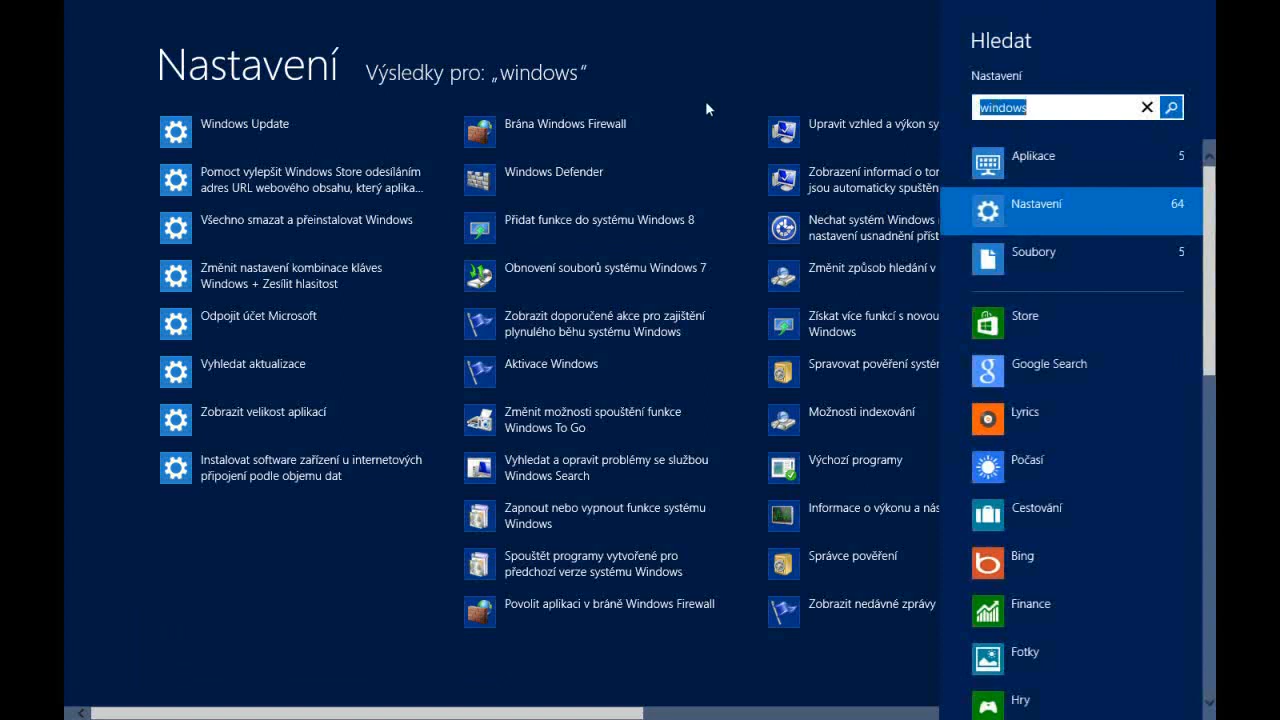 Nastavení
Výsledky pro: „windows“
Windows Update
Pomoct vylepšit Windows Store odesíláním
adres URL webového obsahu, který aplika...
Všechno smazat a přeinstalovat Windows
Změnit nastavení kombinace kláves
Windows + Zesílit hlasitost
Odpojit účet Microsoft
Vyhledat aktualizace
Zobrazit velikost aplikací
Instalovat software zařízení u internetových
připojení podle objemu dat
Brána Windows Firewall
Windows Defender
Přidat funkce do systému Windows 8
Obnovení souborů systému Windows 7
Zobrazit doporučené akce pro zajištění
plynulého běhu systému Windows
Aktivace Windows
Změnit možnosti spouštění funkce
Windows To Go
Vyhledat a opravit problémy se službou
Windows Search
Zapnout nebo vypnout funkce systému
Windows
Spouštět programy vytvořené pro
předchozí verze systému Windows
Povolit aplikaci v bráně Windows Firewall
Upravit vzhled a výkon sy
Zobrazení informací o tom
jsou automaticky spuštěn
Nechat systém Windows
nastavení usnadnění příst
Změnit způsob hledání v
Získat více funkcí s novou
Windows
Spravovat pověření systé
Možnosti indexování
Výchozí programy
Informace o výkonu a nás
Správce pověření
Zobrazit nedávné zprávy
Hledat
Nastavení
windows
Aplikace 5
Nastavení 64
Soubory 5
Store
Google Search
Lyrics
Počasí
Cestování
Bing
Finance
Fotky
Hry